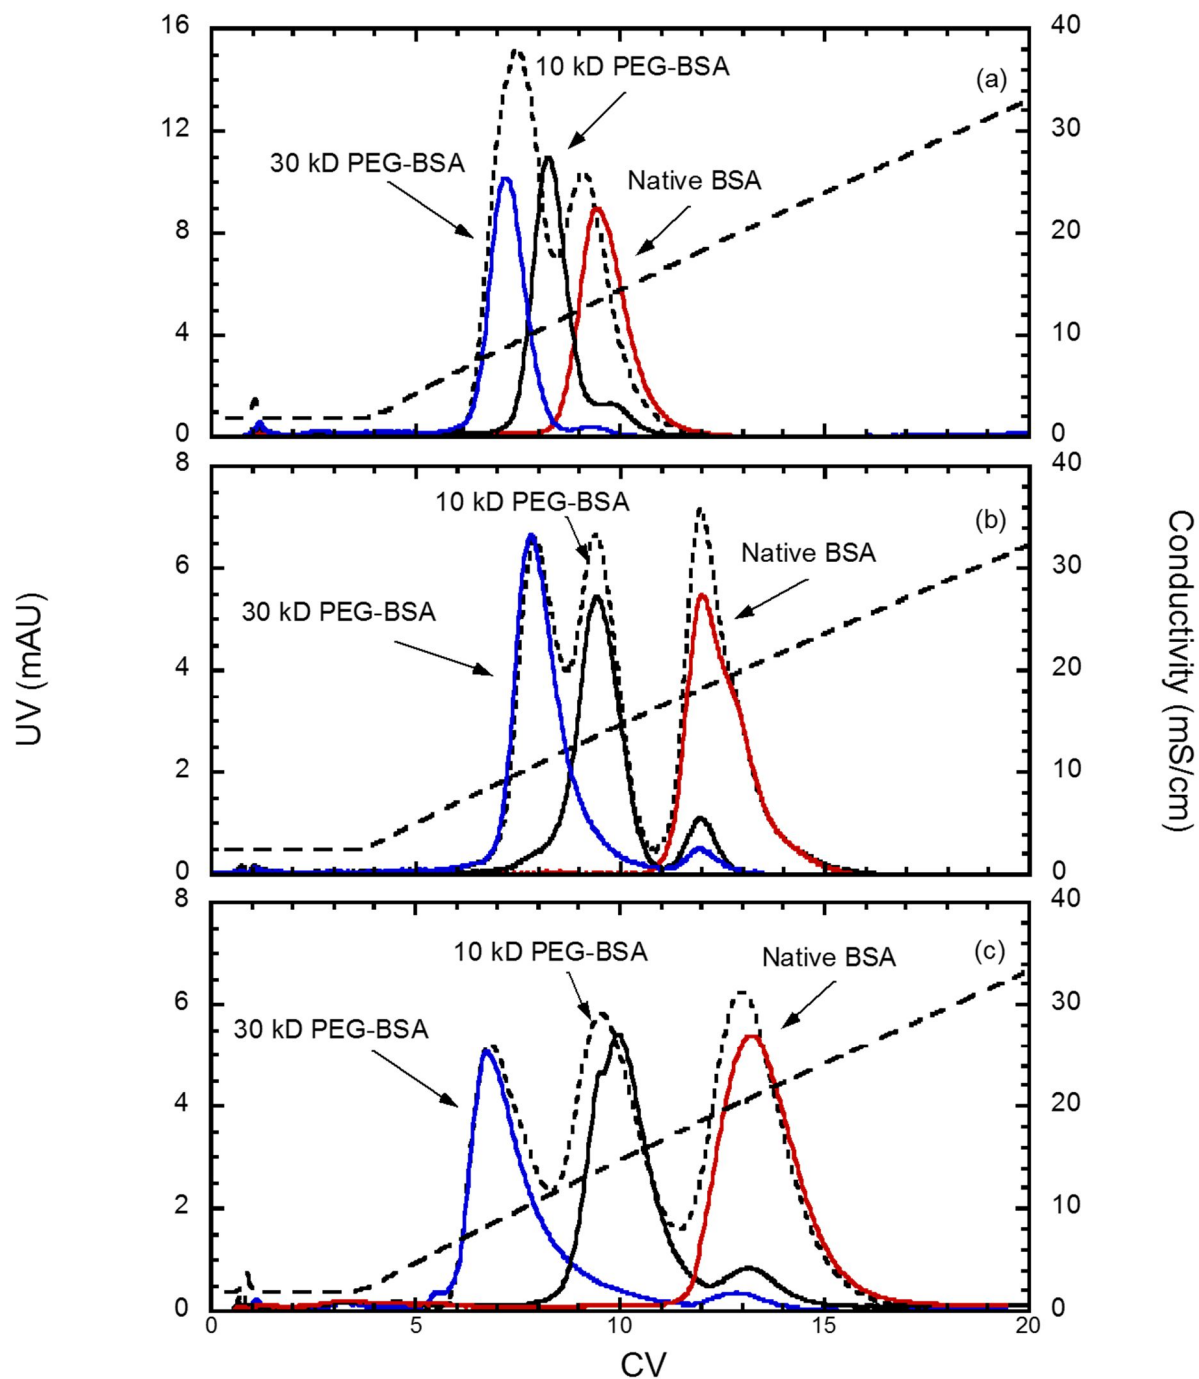 16
40
10 kD PEG-BSA
(a)
12
30
30 kD PEG-BSA
Native BSA
8
20
4
10
0
0
8
40
10 kD PEG-BSA
(b)
Native BSA
6
30
30 kD PEG-BSA
4
20
2
10
0
0
8
40
10 kD PEG-BSA
Native BSA
(c)
6
30
30 kD PEG-BSA
4
20
2
10
0
0
0 5 10 15 20
CV
UV (mAU)
Conductivity (mS/cm)